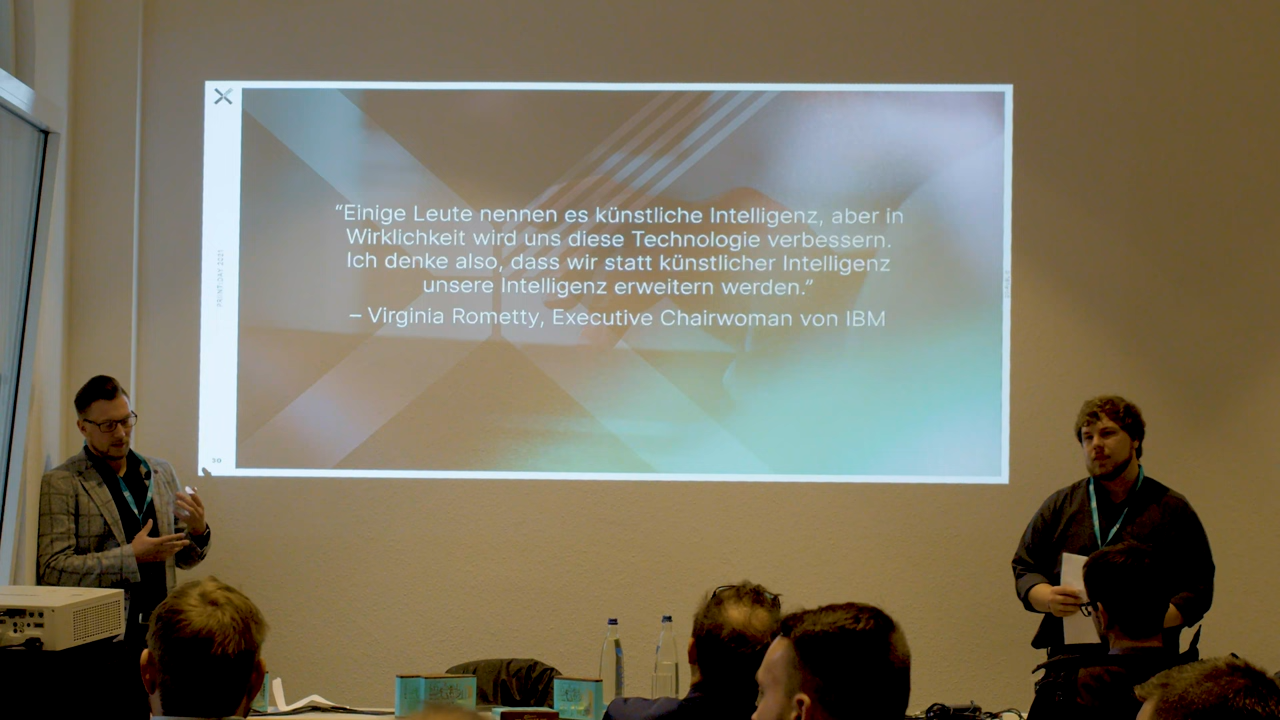 “Einige Leute nennen es künstliche Intelligenz, aber in
Wirklichkeit wird uns diese Technologie verbessern.
Ich denke also, dass wir statt künstlicher Intelligenz
unsere Intelligenz erweitern werden.”
– Virginia Rometty, Executive Chairwoman von IBM